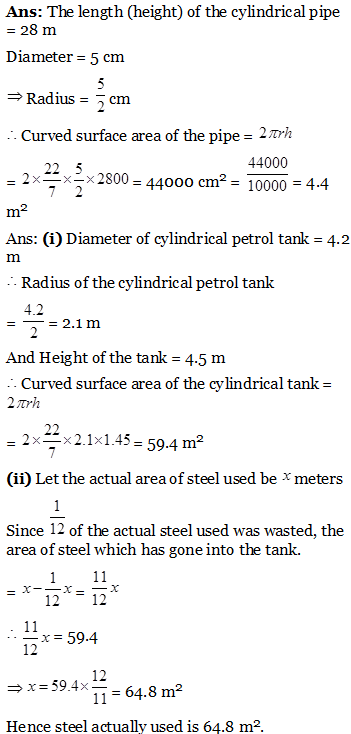 Ans: The length (height) of the cylindrical pipe
= 28 m
Diameter = 5 cm
⇒ Radius = 5/2 cm
∴ Curved surface area of the pipe = 2πrh
= 2×22/7×5/2×2800 = 44000 cm² = 44000/10000 = 4.4
m²
Ans: (i) Diameter of cylindrical petrol tank = 4.2
m
∴ Radius of the cylindrical petrol tank
= 4.2/2 = 2.1 m
And Height of the tank = 4.5 m
∴ Curved surface area of the cylindrical tank =
2πrh
= 2×22/7×2.1×1.45 = 59.4 m²
(ii) Let the actual area of steel used be x meters
Since 1/12 of the actual steel used was wasted, the
area of steel which has gone into the tank.
= x−1/12x = 11/12x
∴ 11/12x = 59.4
⇒ x = 59.4×12/11 = 64.8 m²
Hence steel actually used is 64.8 m².